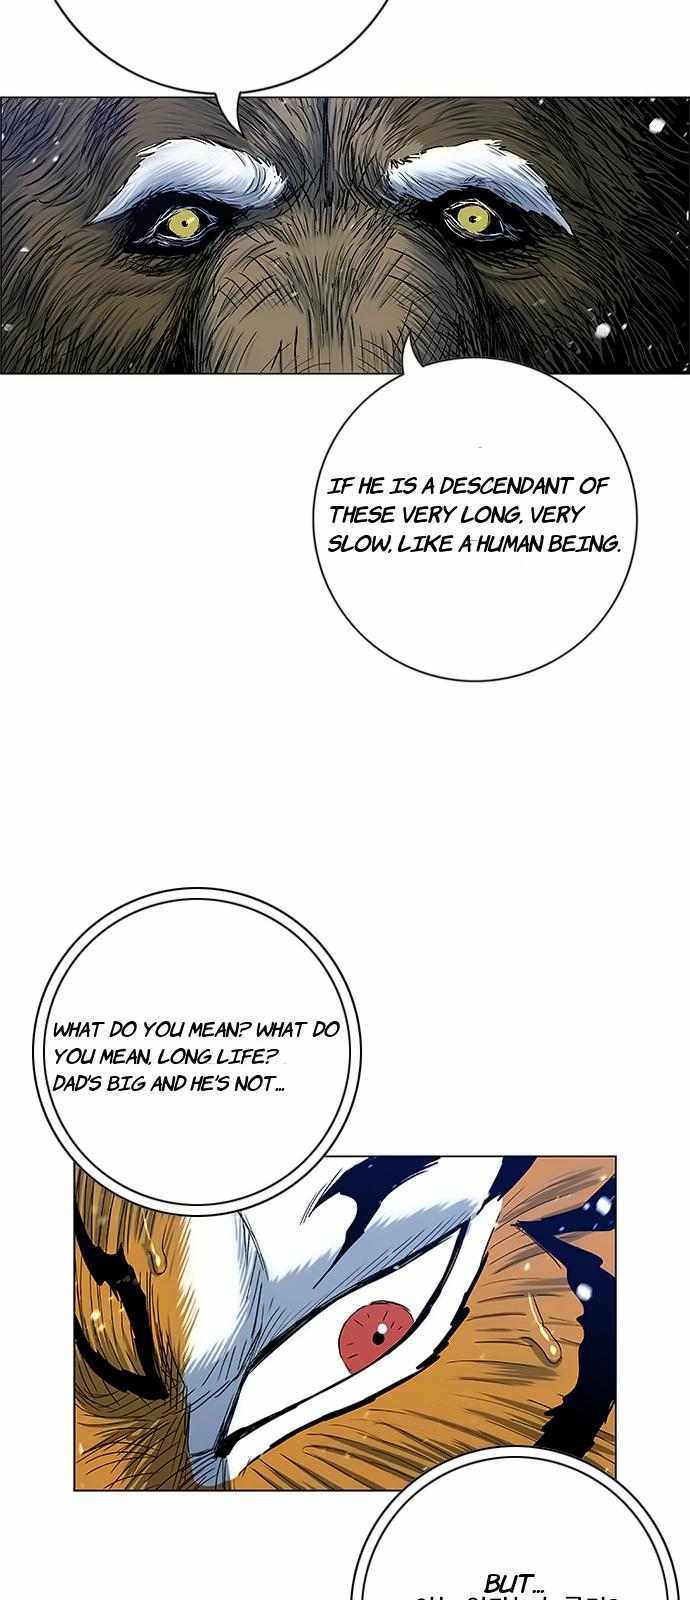 IF HE IS A DESCENDANT OF
THESE VERY LONG, VERY
SLOW, LIKE A HUMAN BEING.
WHAT DO YOU MEAN? WHAT DO
YOU MEAN, LONG LIFE?
DAD'S BIG AND HE'S NOT...
BUT...